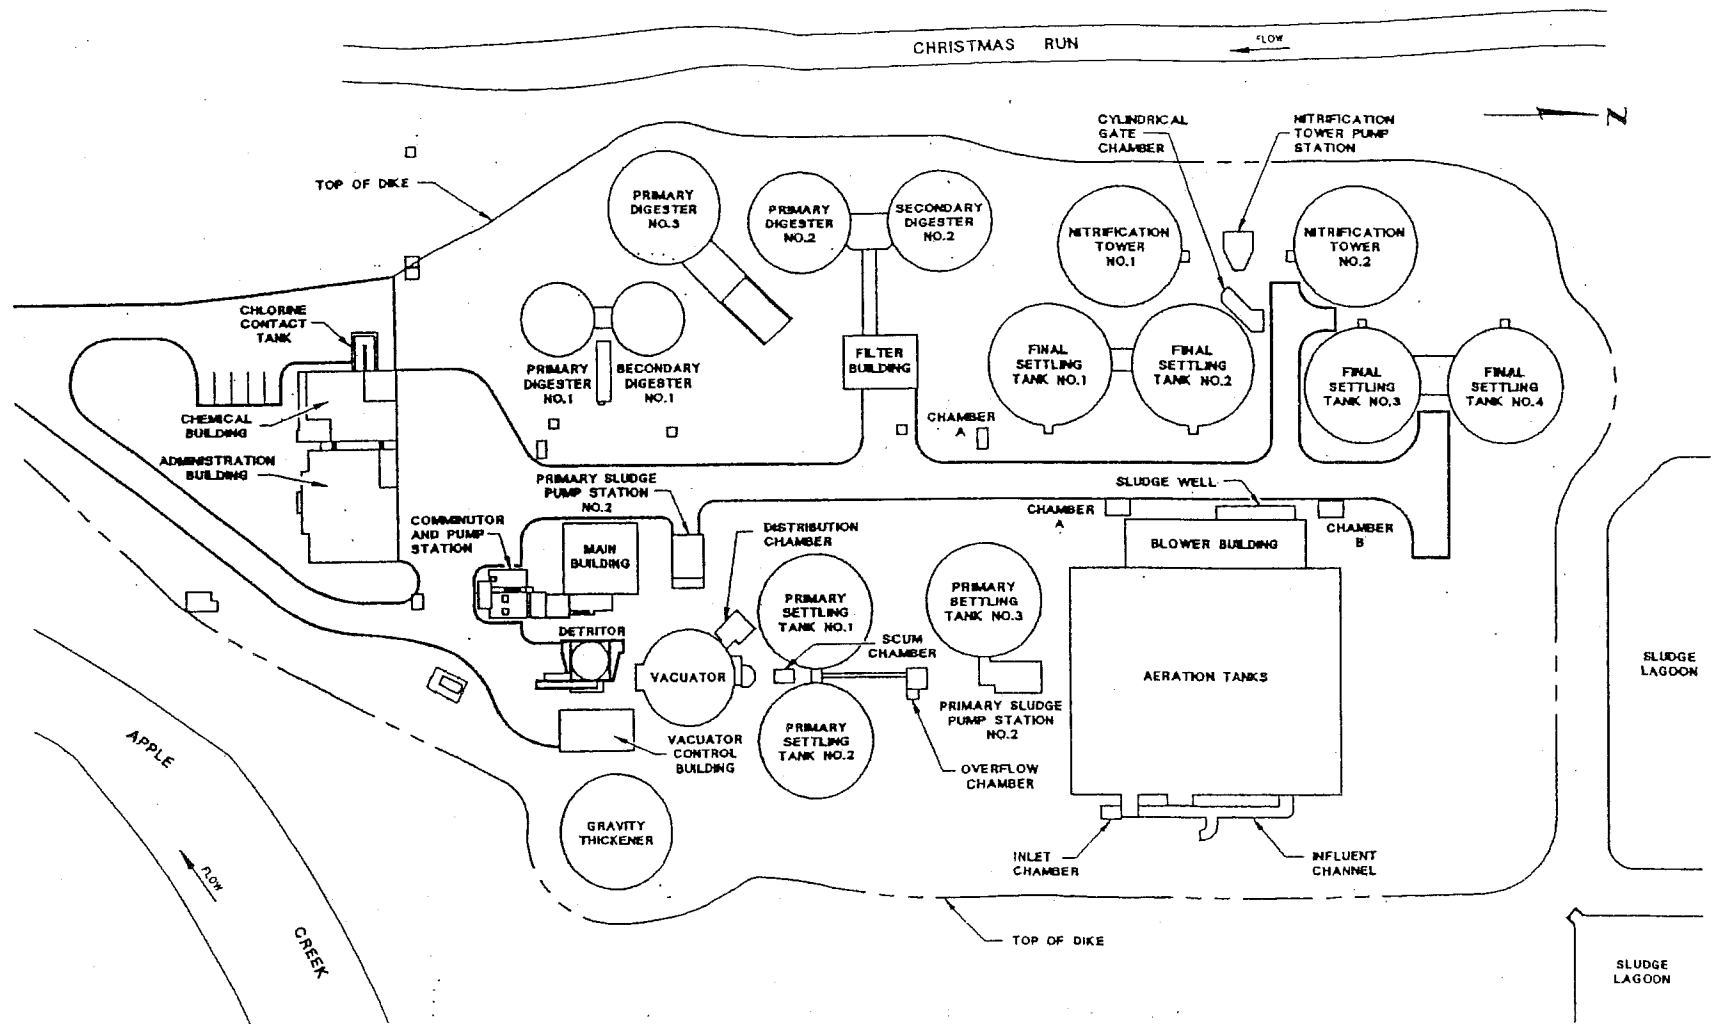 CHRISTMAS RUN
FLOW
N
CYLINDRICAL
GATE
CHAMBER
NITRIFICATION
TOWER PUMP
STATION
TOP OF DIKE
PRIMARY
DIGESTER
NO.3
PRIMARY
DIGESTER
NO.2
SECONDARY
DIGESTER
NO.2
NITRIFICATION
TOWER
NO.1
NITRIFICATION
TOWER
NO.2
CHLORINE
CONTACT
TANK
PRIMARY
DIGESTER
NO.1
SECONDARY
DIGESTER
NO.1
FILTER
BUILDING
FINAL
SETTLING
TANK NO.1
FINAL
SETTLING
TANK NO.2
FINAL
SETTLING
TANK NO.3
FINAL
SETTLING
TANK NO.4
CHEMICAL
BUILDING
CHAMBER
A
ADMINISTRATION
BUILDING
PRIMARY SLUDGE
PUMP STATION
NO.2
SLUDGE WELL
CHAMBER
A
CHAMBER
B
COMMINUTOR
AND PUMP
STATION
MAIN
BUILDING
DISTRIBUTION
CHAMBER
BLOWER BUILDING
PRIMARY
SETTLING
TANK NO.1
PRIMARY
SETTLING
TANK NO.3
DETRITOR
SCUM
CHAMBER
VACUATOR
AERATION TANKS
SLUDGE
LAGOON
PRIMARY SLUDGE
PUMP STATION
NO.2
VACUATOR
CONTROL
BUILDING
PRIMARY
SETTLING
TANK NO.2
OVERFLOW
CHAMBER
GRAVITY
THICKENER
INLET
CHAMBER
INFLUENT
CHANNEL
APPLE
FLOW
CREEK
TOP OF DIKE
SLUDGE
LAGOON